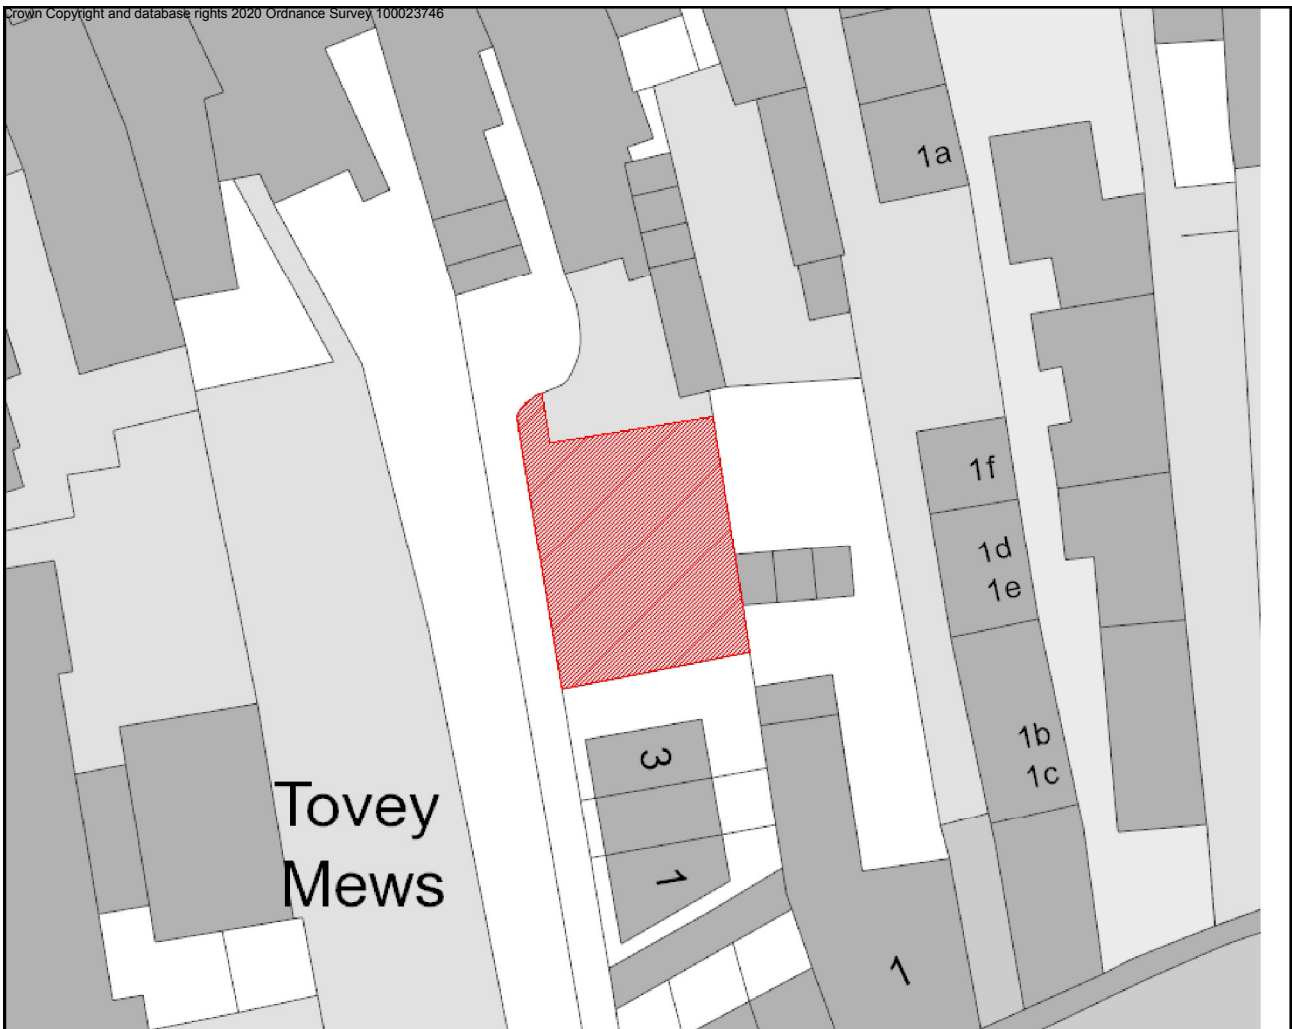 Crown Copyright and database rights 2020 Ordnance Survey 100023746
1a
1f
1d
1e
1b
1c
3
Tovey
Mews
1
1